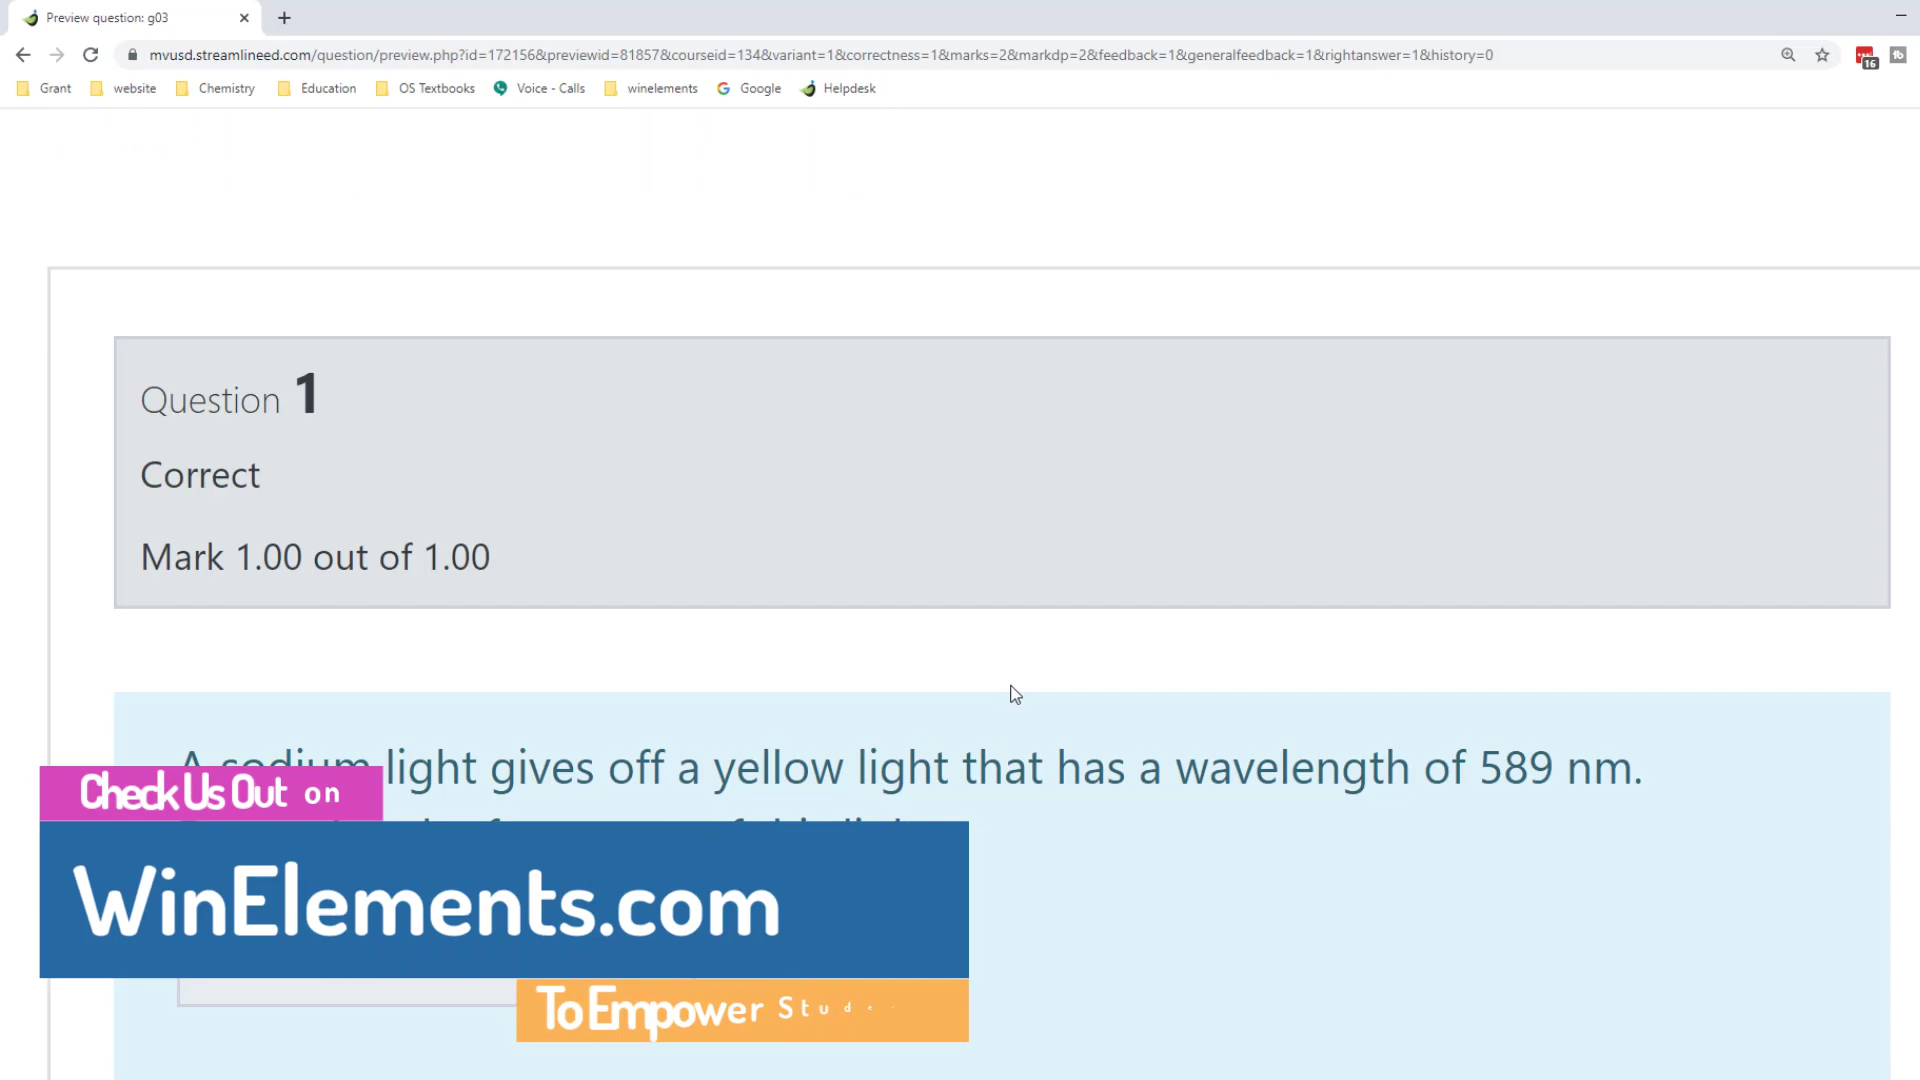 Preview question: g03
mvusd.streamlineed.com/question/preview.php?id=172156&previewid=81857&courseid=134&variant=1&correctness=1&marks=2&markdp=2&feedback=1&generalfeedback=1&rightanswer=1&history=0
16
Grant website Chemistry Education OS Textbooks Voice - Calls winelements Google Helpdesk
Question 1
Correct
Mark 1.00 out of 1.00
A sodium light gives off a yellow light that has a wavelength of 589 nm.
Check Us Out on
WinElements.com
To Empower Stude